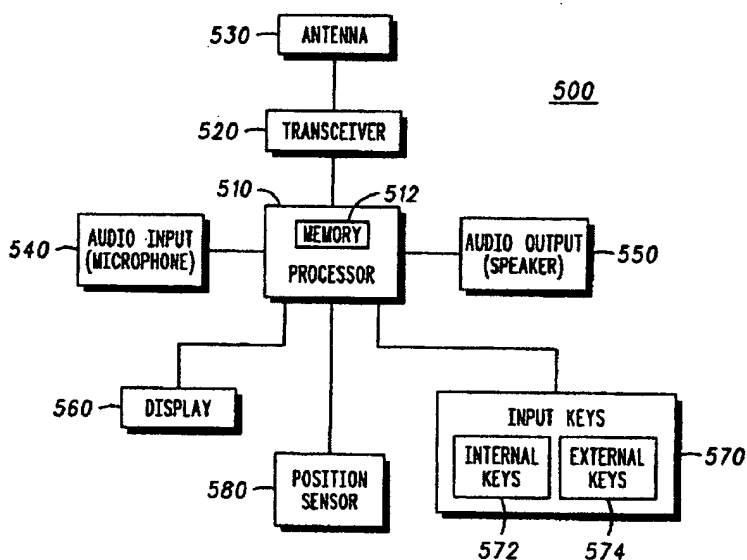 530
ANTENNA
500
520
TRANSCEIVER
510
512
MEMORY
PROCESSOR
540
AUDIO INPUT
(MICROPHONE)
AUDIO OUTPUT
(SPEAKER)
550
560
DISPLAY
580
POSITION
SENSOR
INPUT KEYS
INTERNAL
KEYS
EXTERNAL
KEYS
570
572
574